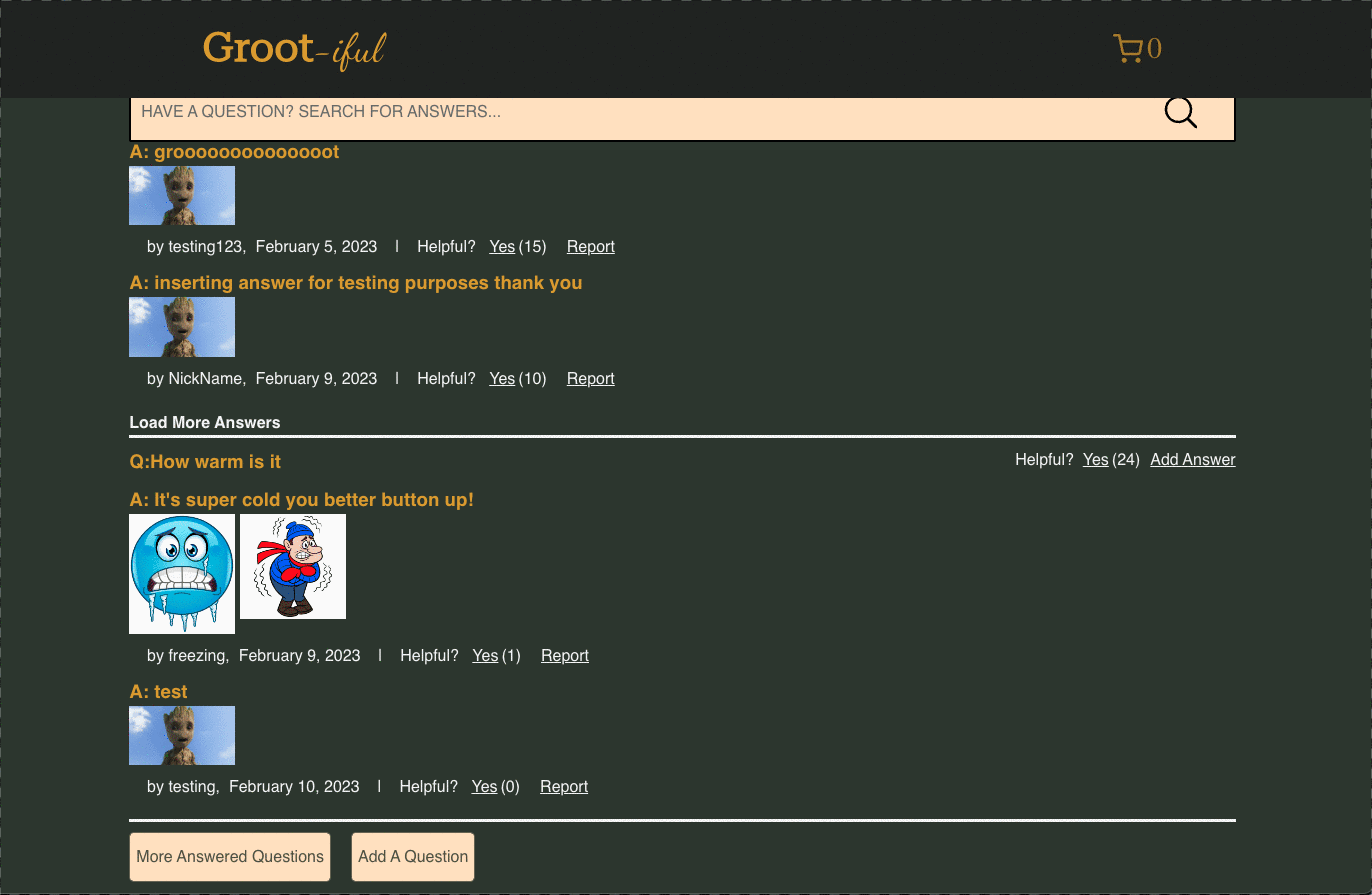 Groot-iful 0
HAVE A QUESTION? SEARCH FOR ANSWERS...
A: groooooooooooooot
by testing123, February 5, 2023 | Helpful? Yes (15) Report
A: inserting answer for testing purposes thank you
by NickName, February 9, 2023 | Helpful? Yes (10) Report
Load More Answers
Q:How warm is it Helpful? Yes (24) Add Answer
A: It's super cold you better button up!
by freezing, February 9, 2023 | Helpful? Yes (1) Report
A: test
by testing, February 10, 2023 | Helpful? Yes (0) Report
More Answered Questions Add A Question